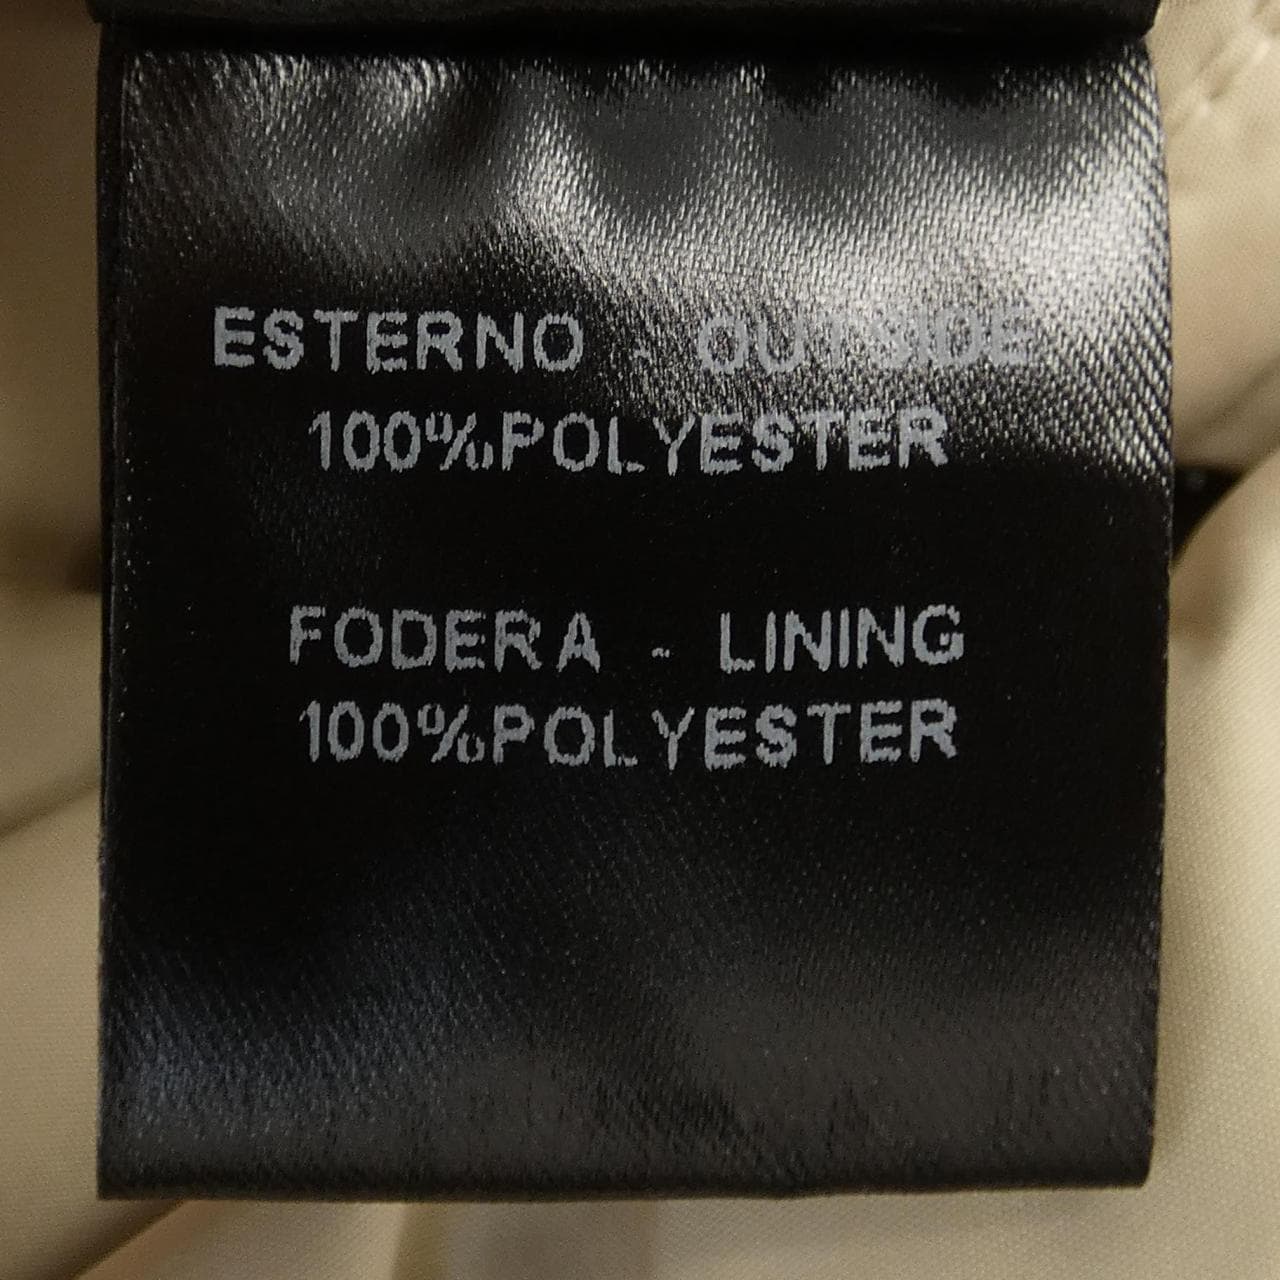 ESTERNO - OUTSIDE
100%POLYESTER
FODERA - LINING
100%POLYESTER